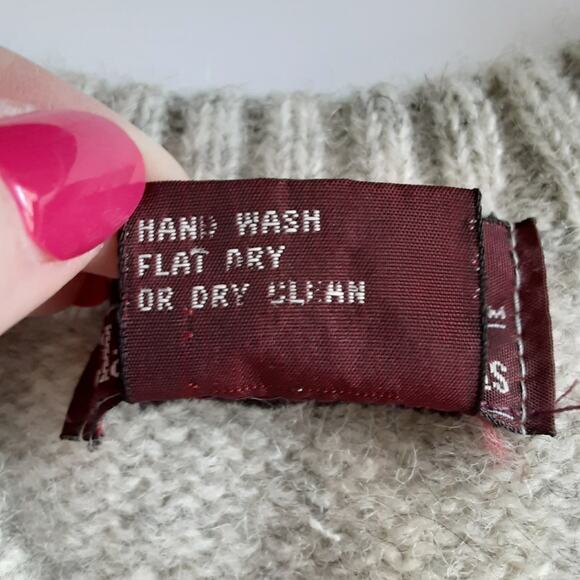 HAND WASH
FLAT DRY
OR DRY CLEAN
M